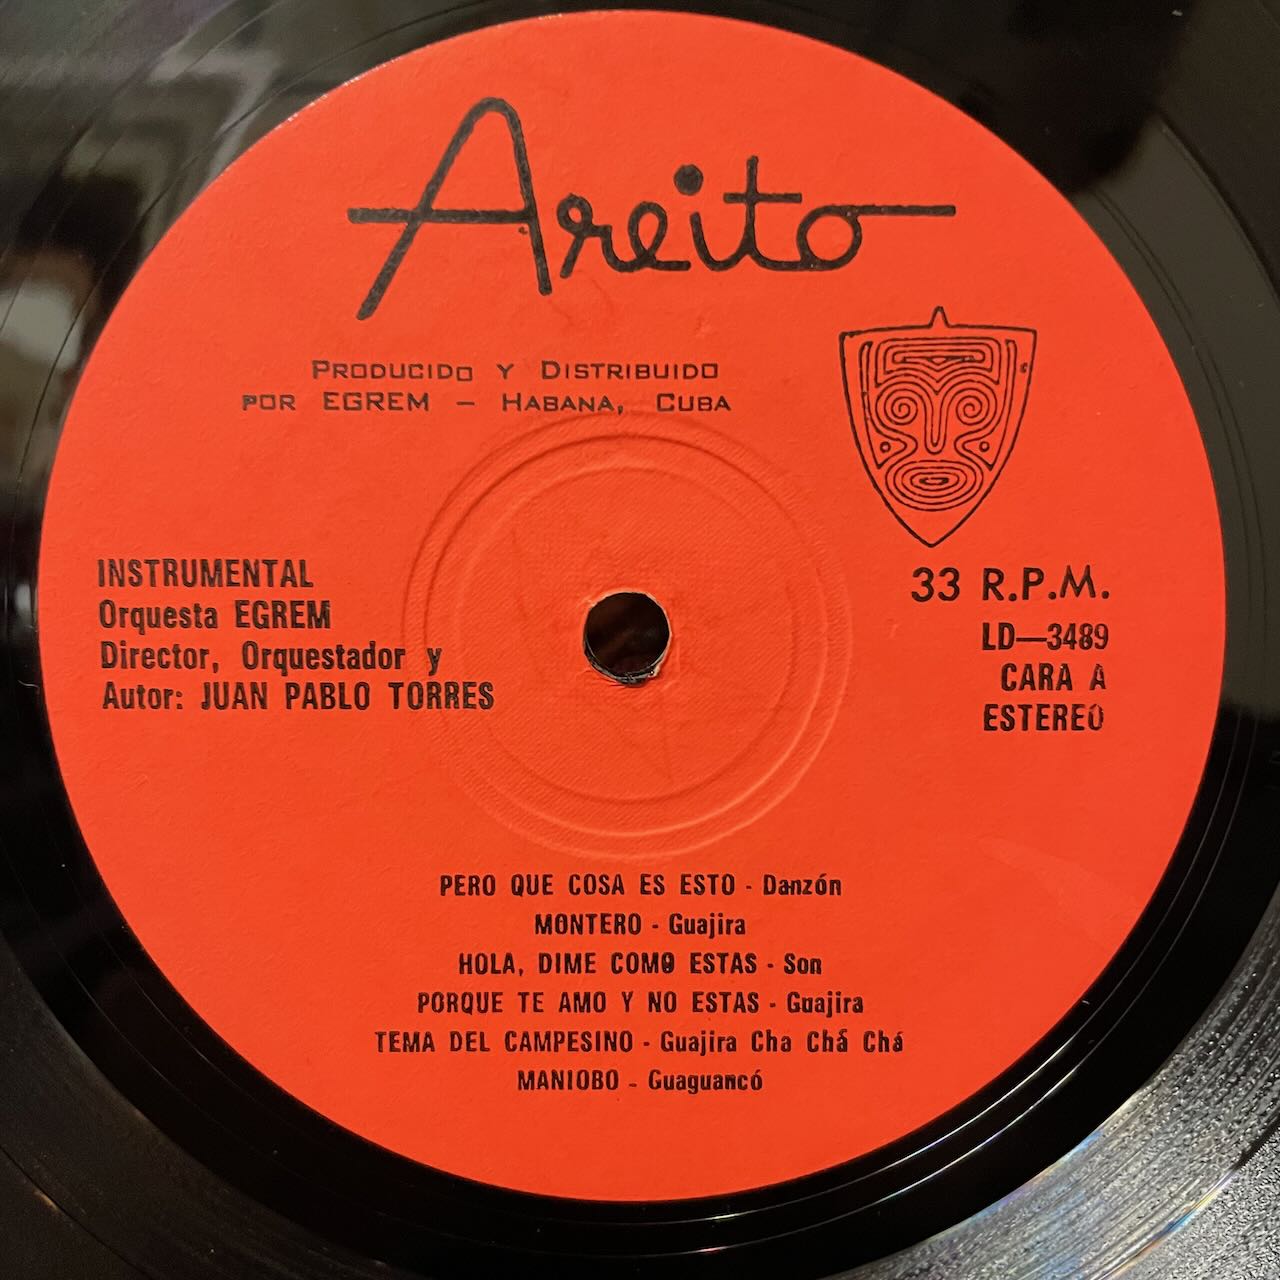 Areito
PRODUCIDO Y DISTRIBUIDO
POR EGREM – HABANA, CUBA
INSTRUMENTAL
Orquesta EGREM
Director, Orquestador y
Autor: JUAN PABLO TORRES
33 R.P.M.
LD—3489
CARA A
ESTEREO
PERO QUE COSA ES ESTO - Danzón
MONTERO - Guajira
HOLA, DIME COMO ESTAS - Son
PORQUE TE AMO Y NO ESTAS - Guajira
TEMA DEL CAMPESINO - Guajira Cha Chá Chá
MANIOBO - Guaguancó